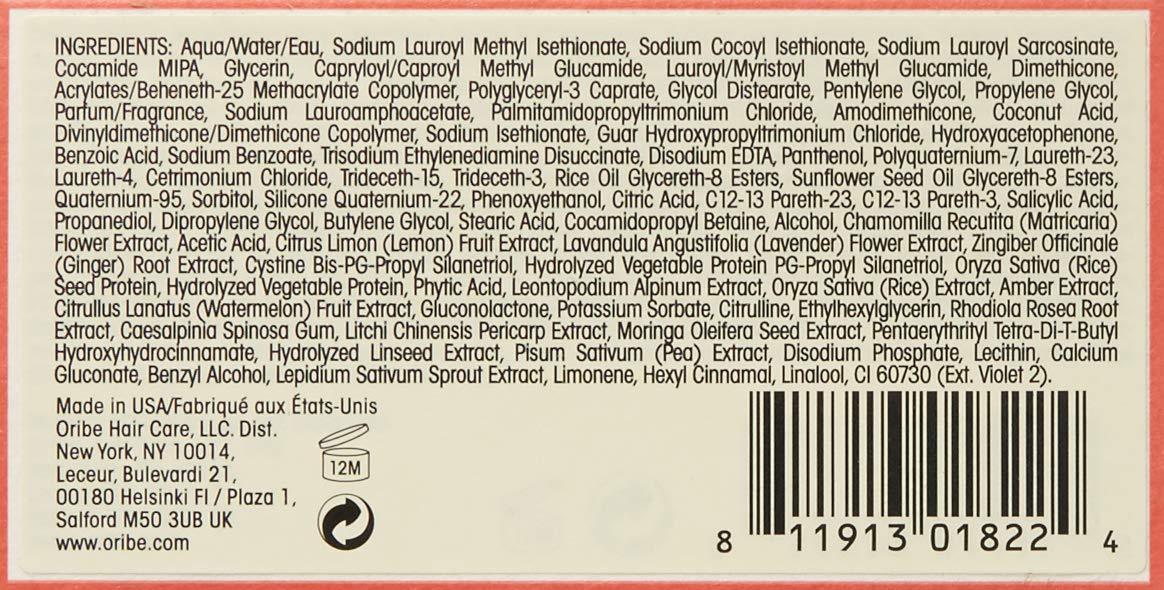 INGREDIENTS: Aqua/Water/Eau, Sodium Lauroyl Methyl Isethionate, Sodium Cocoyl Isethionate, Sodium Lauroyl Sarcosinate,
Cocamide MIPA, Glycerin, Capryloyl/Caproyl Methyl Glucamide, Lauroyl/Myristoyl Methyl Glucamide, Dimethicone,
Acrylates/Beheneth-25 Methacrylate Copolymer, Polyglyceryl-3 Caprate, Glycol Distearate, Pentylene Glycol, Propylene Glycol,
Parfum/Fragrance, Sodium Lauroamphoacetate, Palmitamidopropyltrimonium Chloride, Amodimethicone, Coconut Acid,
Divinyldimethicone/Dimethicone Copolymer, Sodium Isethionate, Guar Hydroxypropyltrimonium Chloride, Hydroxyacetophenone,
Benzoic Acid, Sodium Benzoate, Trisodium Ethylenediamine Disuccinate, Disodium EDTA, Panthenol, Polyquaternium-7, Laureth-23,
Laureth-4, Cetrimonium Chloride, Trideceth-15, Trideceth-3, Rice Oil Glycereth-8 Esters, Sunflower Seed Oil Glycereth-8 Esters,
Quaternium-95, Sorbitol, Silicone Quaternium-22, Phenoxyethanol, Citric Acid, C12-13 Pareth-23, C12-13 Pareth-3, Salicylic Acid,
Propanediol, Dipropylene Glycol, Butylene Glycol, Stearic Acid, Cocamidopropyl Betaine, Alcohol, Chamomilla Recutita (Matricaria)
Flower Extract, Acetic Acid, Citrus Limon (Lemon) Fruit Extract, Lavandula Angustifolia (Lavender) Flower Extract, Zingiber Officinale
(Ginger) Root Extract, Cystine Bis-PG-Propyl Silanetriol, Hydrolyzed Vegetable Protein PG-Propyl Silanetriol, Oryza Sativa (Rice)
Seed Protein, Hydrolyzed Vegetable Protein, Phytic Acid, Leontopodium Alpinum Extract, Oryza Sativa (Rice) Extract, Amber Extract,
Citrullus Lanatus (Watermelon) Fruit Extract, Gluconolactone, Potassium Sorbate, Citrulline, Ethylhexylglycerin, Rhodiola Rosea Root
Extract, Caesalpinia Spinosa Gum, Litchi Chinensis Pericarp Extract, Moringa Oleifera Seed Extract, Pentaerythrityl Tetra-Di-T-Butyl
Hydroxyhydrocinnamate, Hydrolyzed Linseed Extract, Pisum Sativum (Pea) Extract, Disodium Phosphate, Lecithin, Calcium
Gluconate, Benzyl Alcohol, Lepidium Sativum Sprout Extract, Limonene, Hexyl Cinnamal, Linalool, CI 60730 (Ext. Violet 2).
Made in USA/Fabriqué aux États-Unis
Oribe Hair Care, LLC. Dist.
New York, NY 10014,
Leceur, Bulevardi 21,
00180 Helsinki FI / Plaza 1,
Salford M50 3UB UK
www.oribe.com
12M
8 11913 01822 4